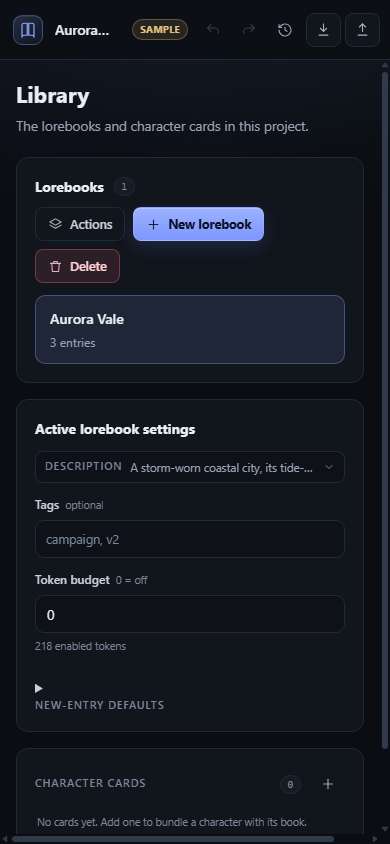 Aurora...
SAMPLE
Library
The lorebooks and character cards in this project.
Lorebooks 1
Actions
New lorebook
Delete
Aurora Vale
3 entries
Active lorebook settings
DESCRIPTION A storm-worn coastal city, its tide-...
Tags optional
campaign, v2
Token budget 0 = off
0
218 enabled tokens
NEW-ENTRY DEFAULTS
CHARACTER CARDS 0
No cards yet. Add one to bundle a character with its book.